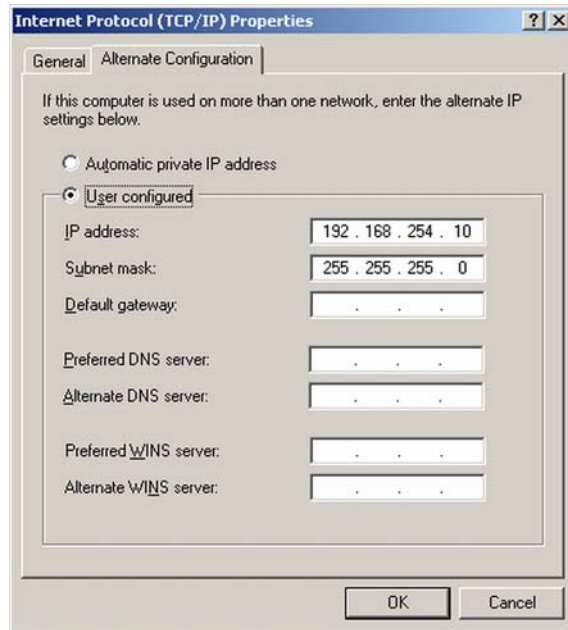 Internet Protocol (TCP/IP) Properties
General Alternate Configuration
If this computer is used on more than one network, enter the alternate IP
settings below.
Automatic private IP address
User configured
IP address: 192 . 168 . 254 . 10
Subnet mask: 255 . 255 . 255 . 0
Default gateway: . . .
Preferred DNS server: . . .
Alternate DNS server: . . .
Preferred WINS server: . . .
Alternate WINS server: . . .
OK Cancel